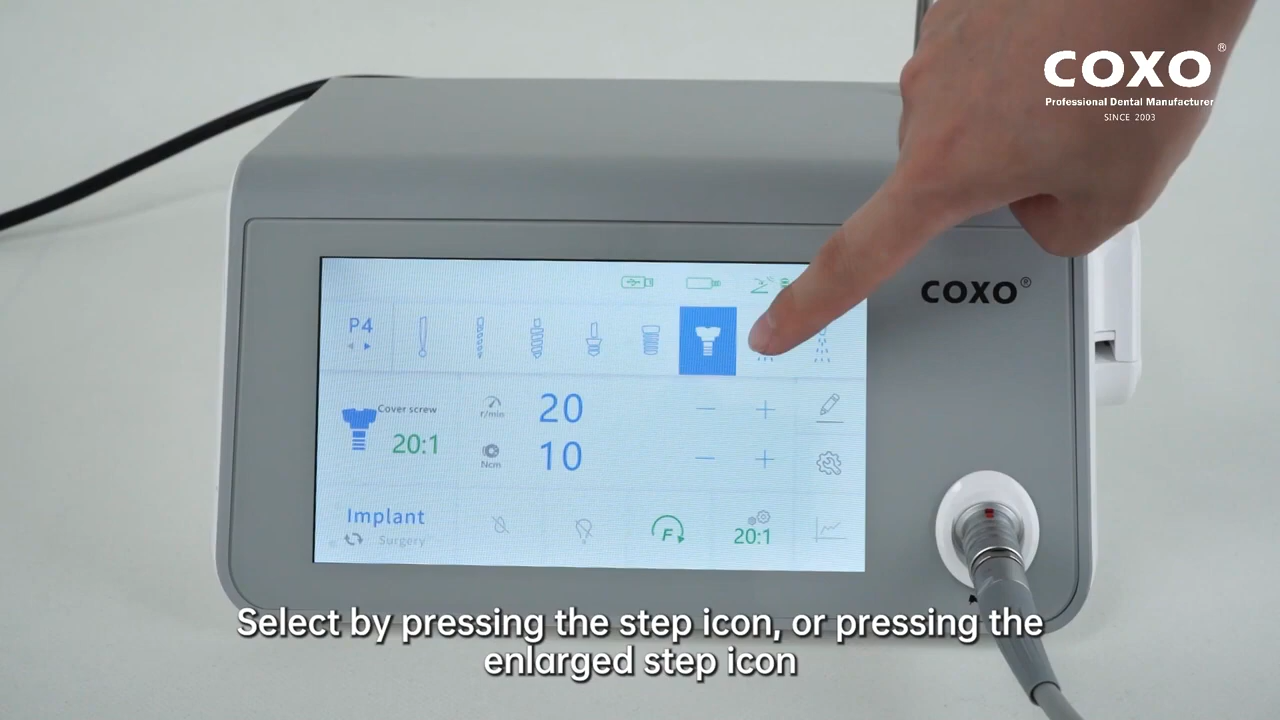 COXO®
Professional Dental Manufacturer
SINCE 2003
COXO®
P4
Cover screw
20:1
r/min
20
Ncm
10
Implant
Surgery
F
20:1
Select by pressing the step icon, or pressing the
enlarged step icon